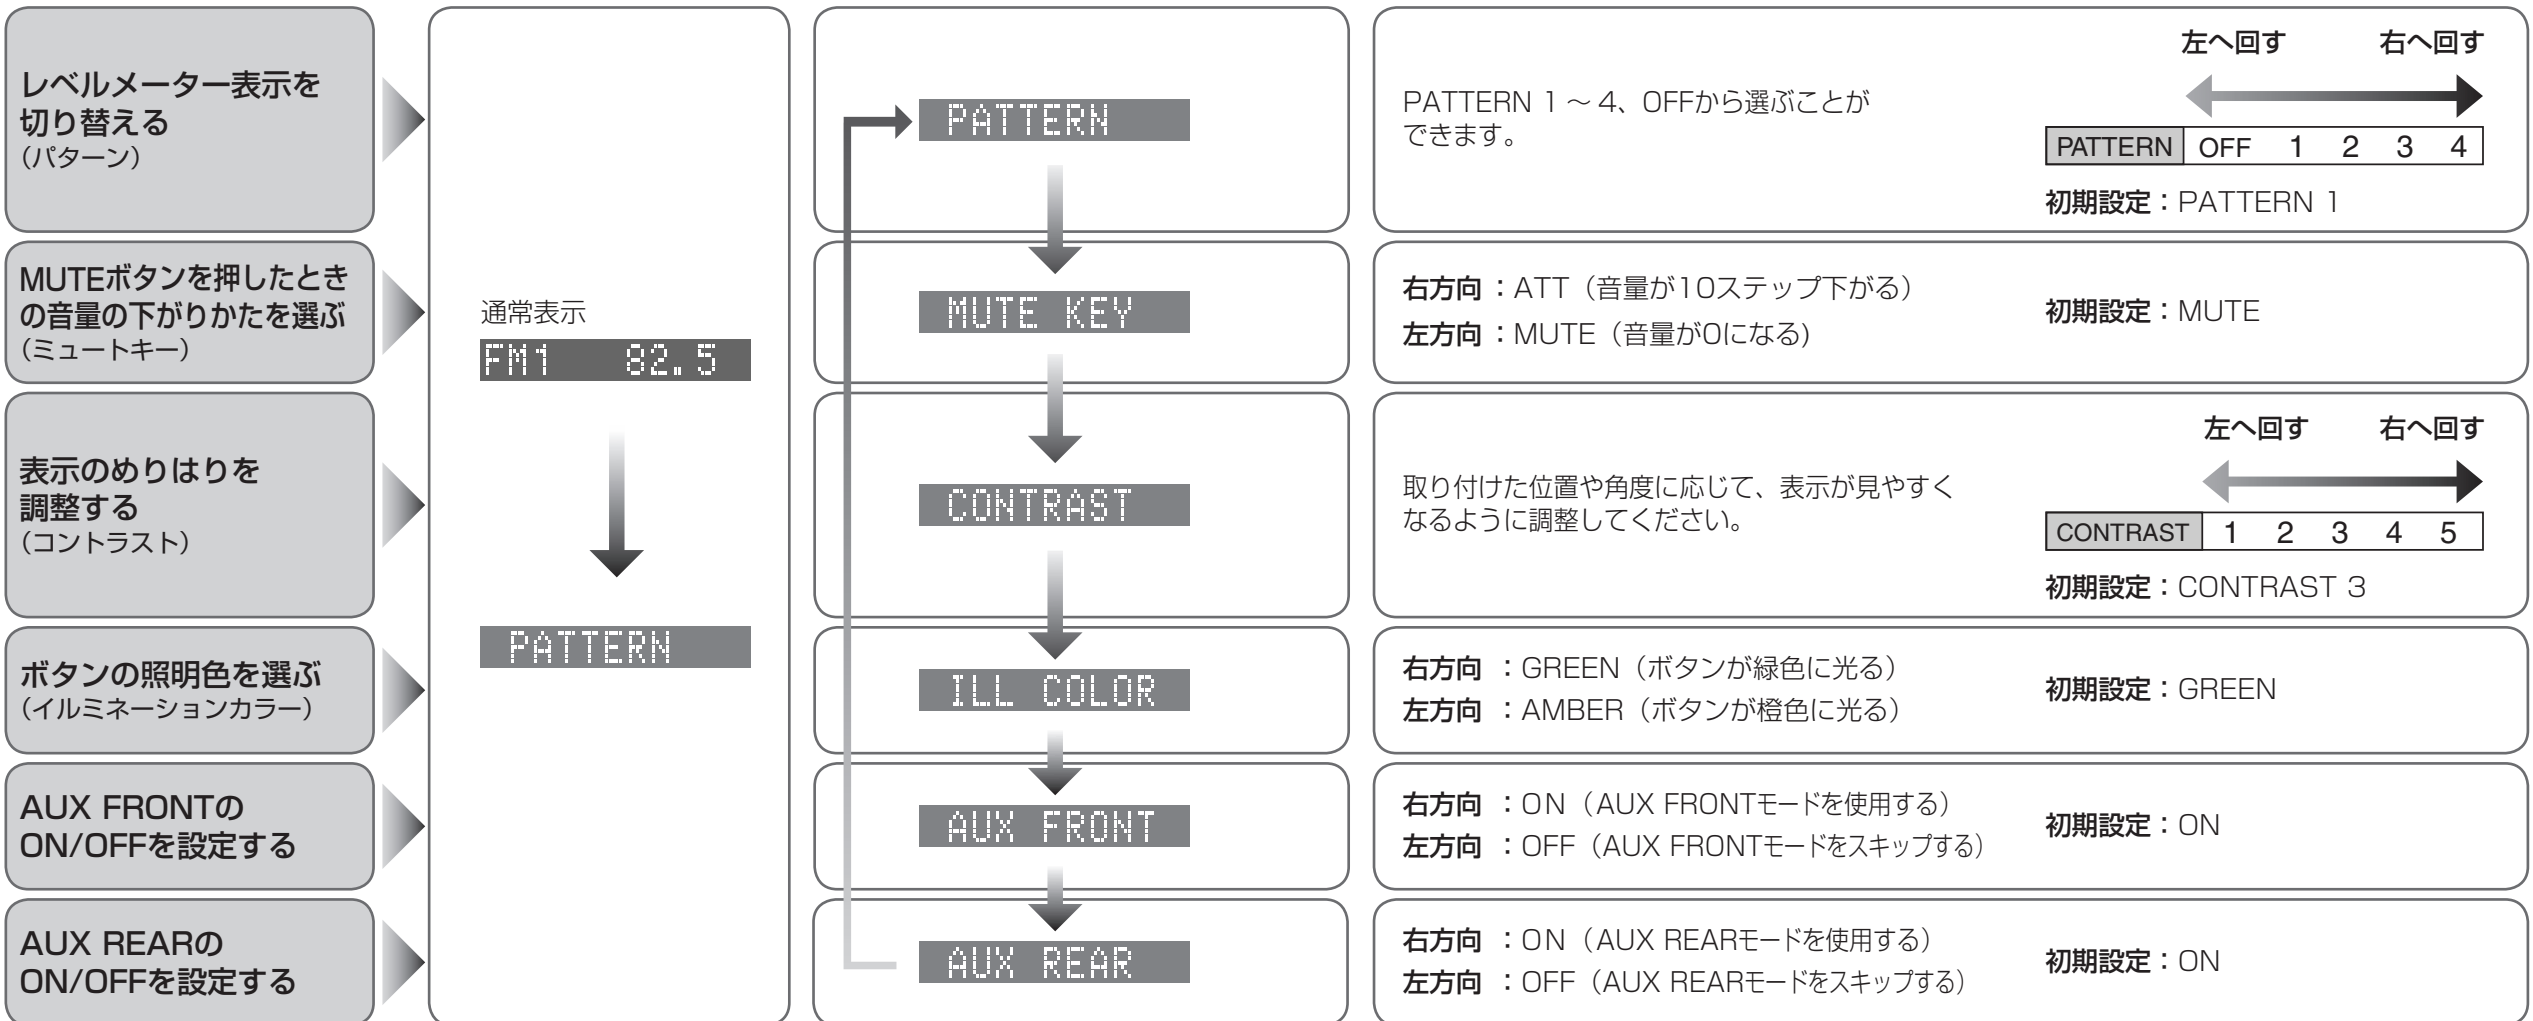 レベルメーター表示を
切り替える
（パターン）
PATTERN
PATTERN 1 ～ 4、OFFから選ぶことが
できます。
左へ回す 右へ回す
PATTERN OFF 1 2 3 4
初期設定：PATTERN 1
MUTEボタンを押したとき
の音量の下がりかたを選ぶ
（ミュートキー）
通常表示
FM1 82.5
PATTERN
MUTE KEY
右方向：ATT（音量が10ステップ下がる）
左方向：MUTE（音量が0になる)
初期設定：MUTE
表示のめりはりを
調整する
（コントラスト）
CONTRAST
取り付けた位置や角度に応じて、表示が見やすく
なるように調整してください。
左へ回す 右へ回す
CONTRAST 1 2 3 4 5
初期設定：CONTRAST 3
ボタンの照明色を選ぶ
（イルミネーションカラー）
ILL COLOR
右方向 ：GREEN（ボタンが緑色に光る）
左方向 ：AMBER（ボタンが橙色に光る）
初期設定：GREEN
AUX FRONTの
ON/OFFを設定する
AUX FRONT
右方向 ：ON（AUX FRONTモードを使用する）
左方向 ：OFF（AUX FRONTモードをスキップする）
初期設定：ON
AUX REARの
ON/OFFを設定する
AUX REAR
右方向 ：ON（AUX REARモードを使用する）
左方向 ：OFF（AUX REARモードをスキップする）
初期設定：ON